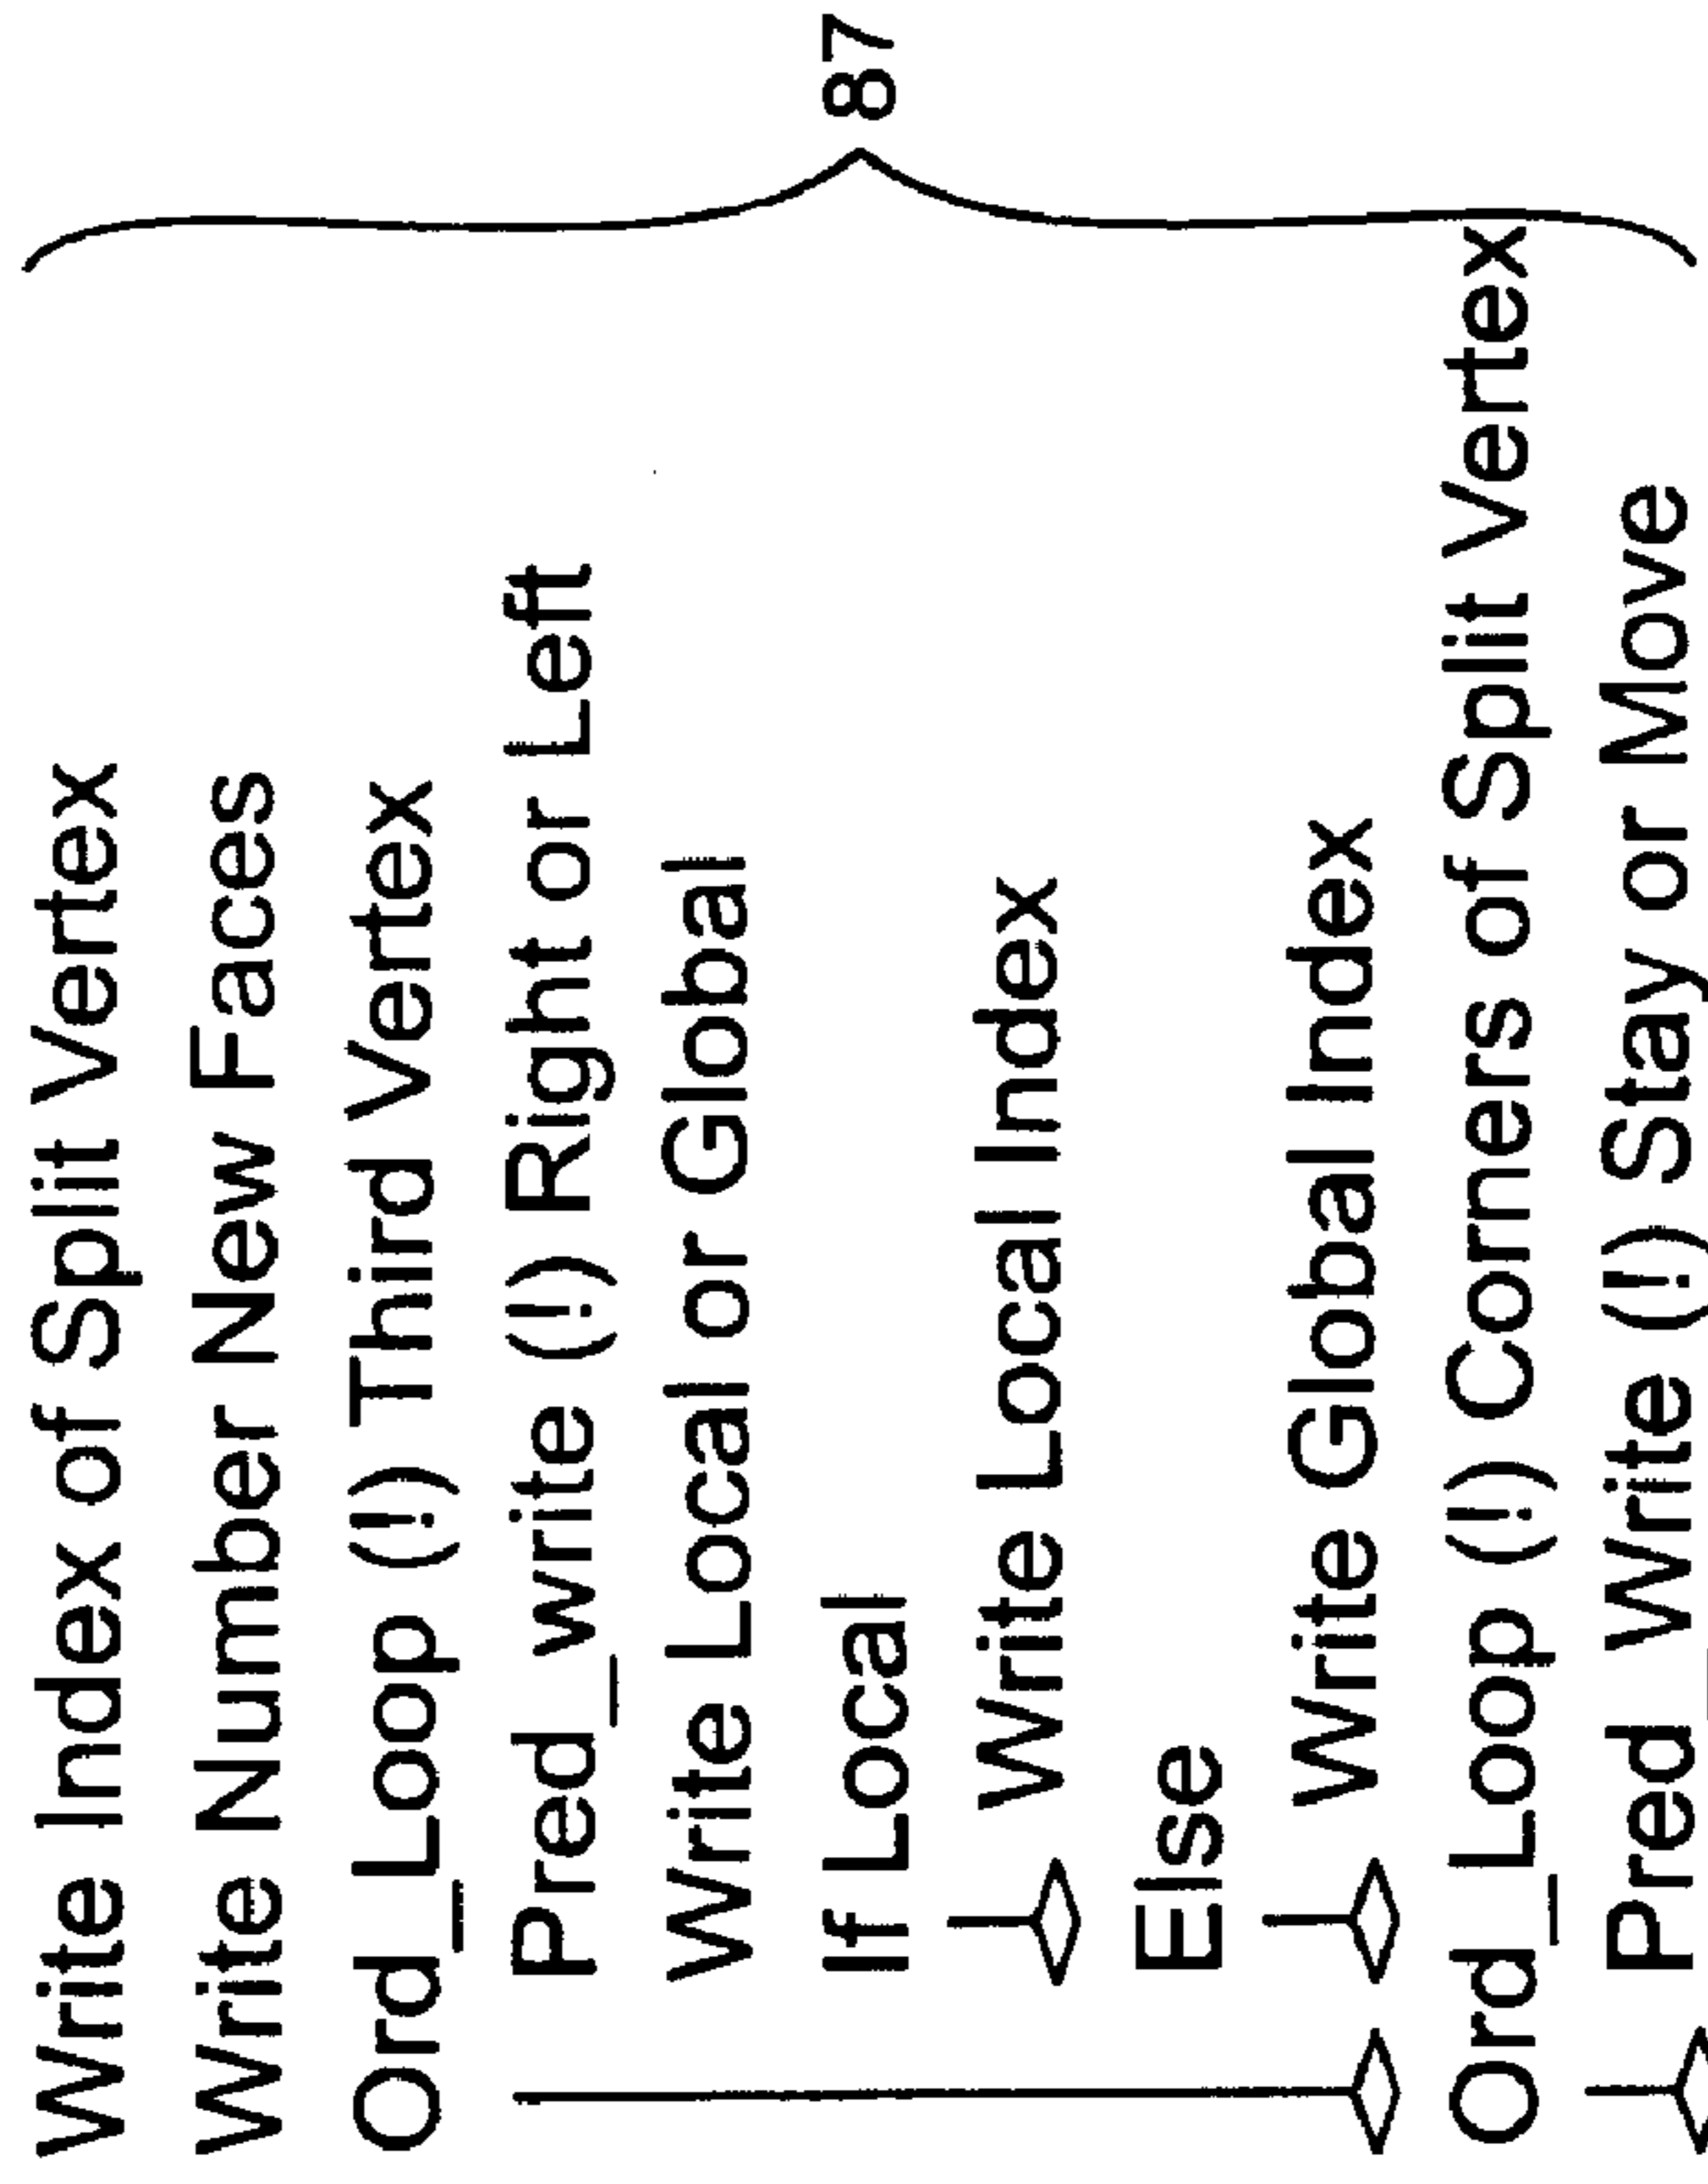 Write Index of Split Vertex
Write Number New Faces
Ord_Loop (!) Third Vertex
Pred_write (!) Right or Left
Write Local or Global
If Local
Write Local Index
Else
Write Global Index
Ord_Loop (!) Corners of Split Vertex
Pred_Write (!) Stay or Move
87